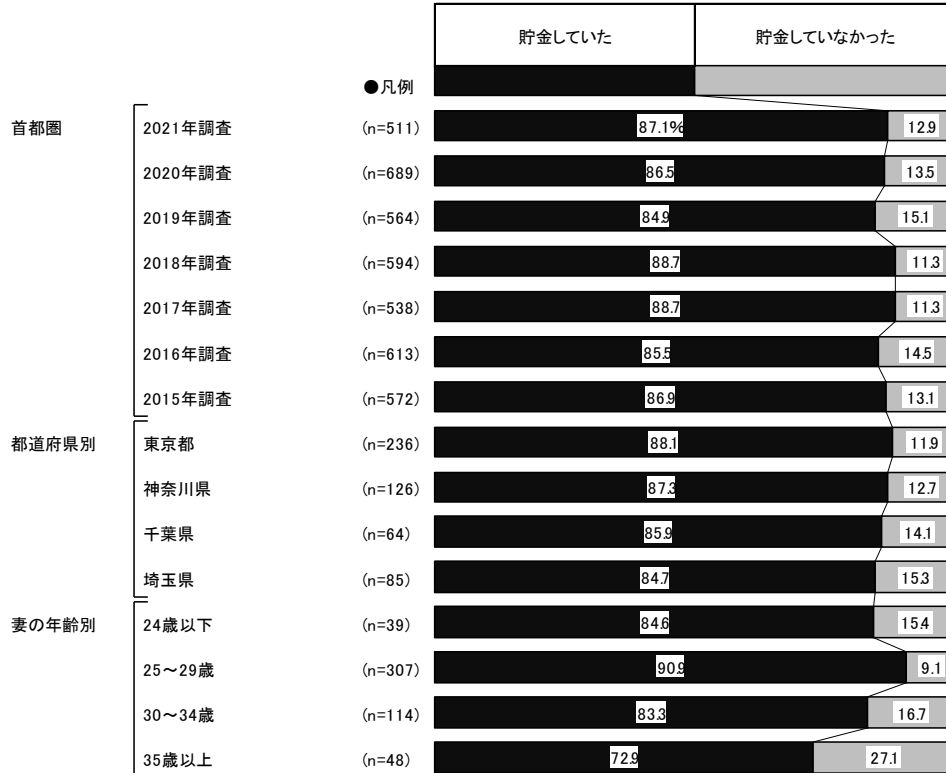 貯金していた 貯金していなかった
●凡例
首都圏 2021年調査 (n=511) 87.1% 12.9
2020年調査 (n=689) 86.5 13.5
2019年調査 (n=564) 84.9 15.1
2018年調査 (n=594) 88.7 11.3
2017年調査 (n=538) 88.7 11.3
2016年調査 (n=613) 85.5 14.5
2015年調査 (n=572) 86.9 13.1
都道府県別 東京都 (n=236) 88.1 11.9
神奈川県 (n=126) 87.3 12.7
千葉県 (n=64) 85.9 14.1
埼玉県 (n=85) 84.7 15.3
妻の年齢別 24歳以下 (n=39) 84.6 15.4
25～29歳 (n=307) 90.9 9.1
30～34歳 (n=114) 83.3 16.7
35歳以上 (n=48) 72.9 27.1